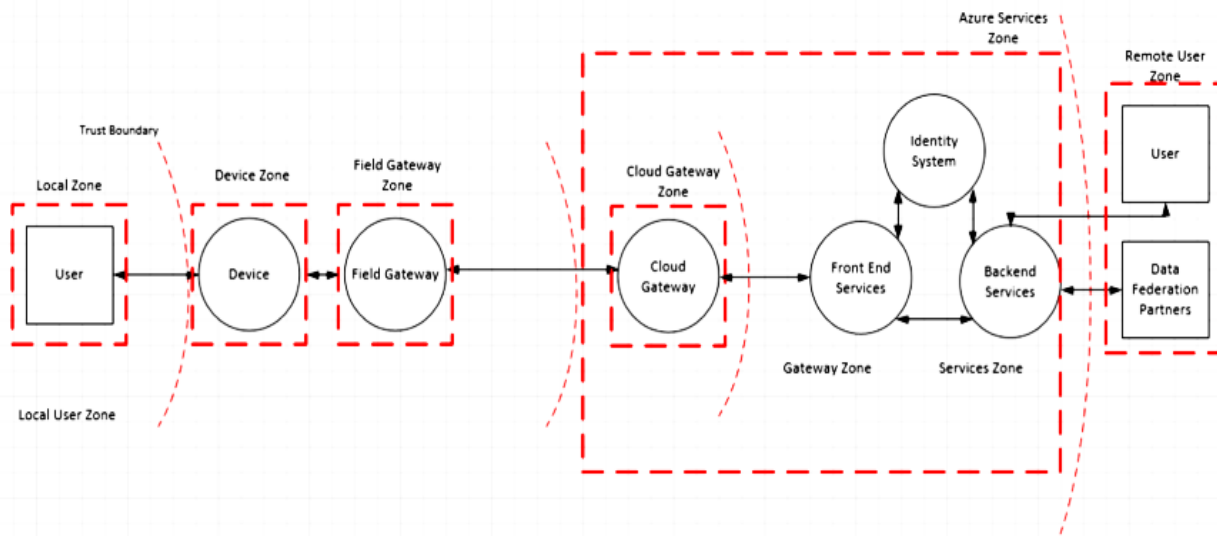 Azure Services
Zone
Remote User
Zone
Trust Boundary
Identity
System
User
Field Gateway
Zone
Device Zone
Cloud Gateway
Zone
Local Zone
User
Device
Field Gateway
Cloud
Gateway
Front End
Services
Backend
Services
Data
Federation
Partners
Gateway Zone
Services Zone
Local User Zone